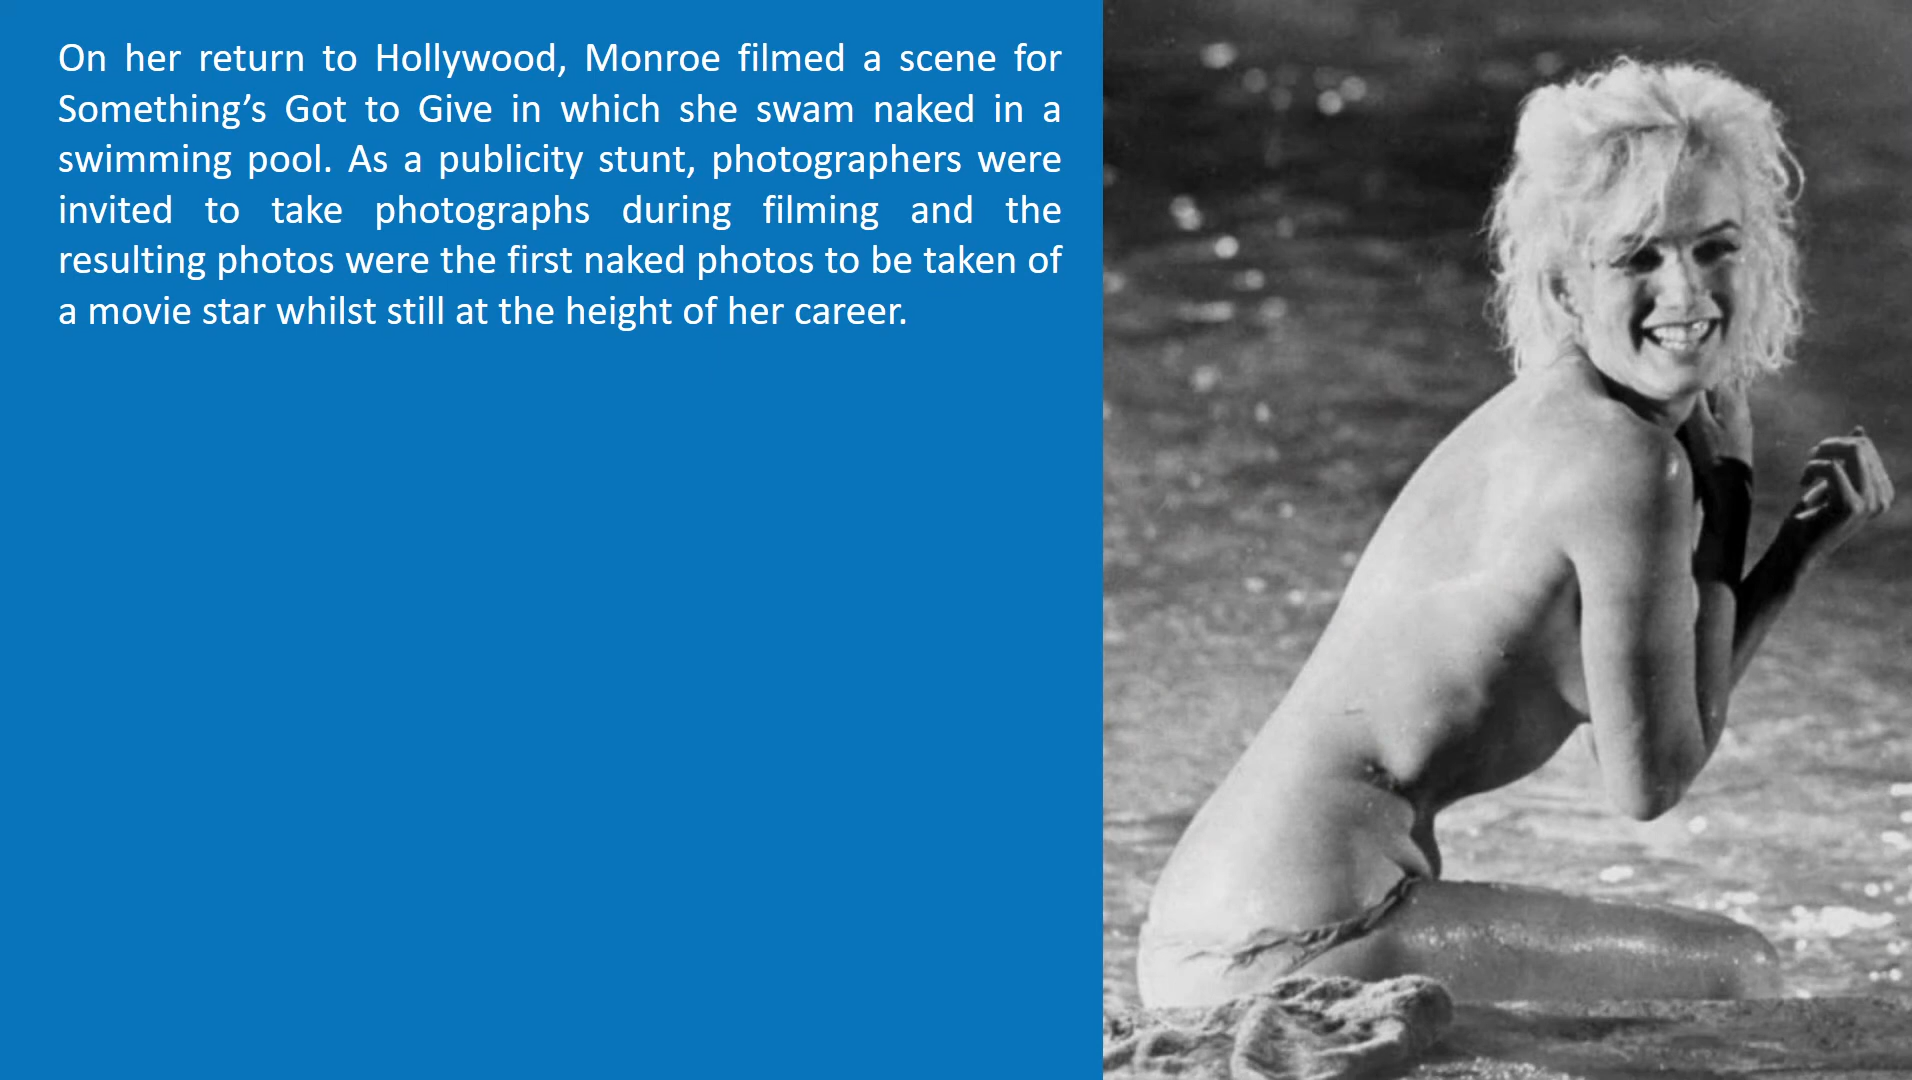 On her return to Hollywood, Monroe filmed a scene for
Something’s Got to Give in which she swam naked in a
swimming pool. As a publicity stunt, photographers were
invited to take photographs during filming and the
resulting photos were the first naked photos to be taken of
a movie star whilst still at the height of her career.